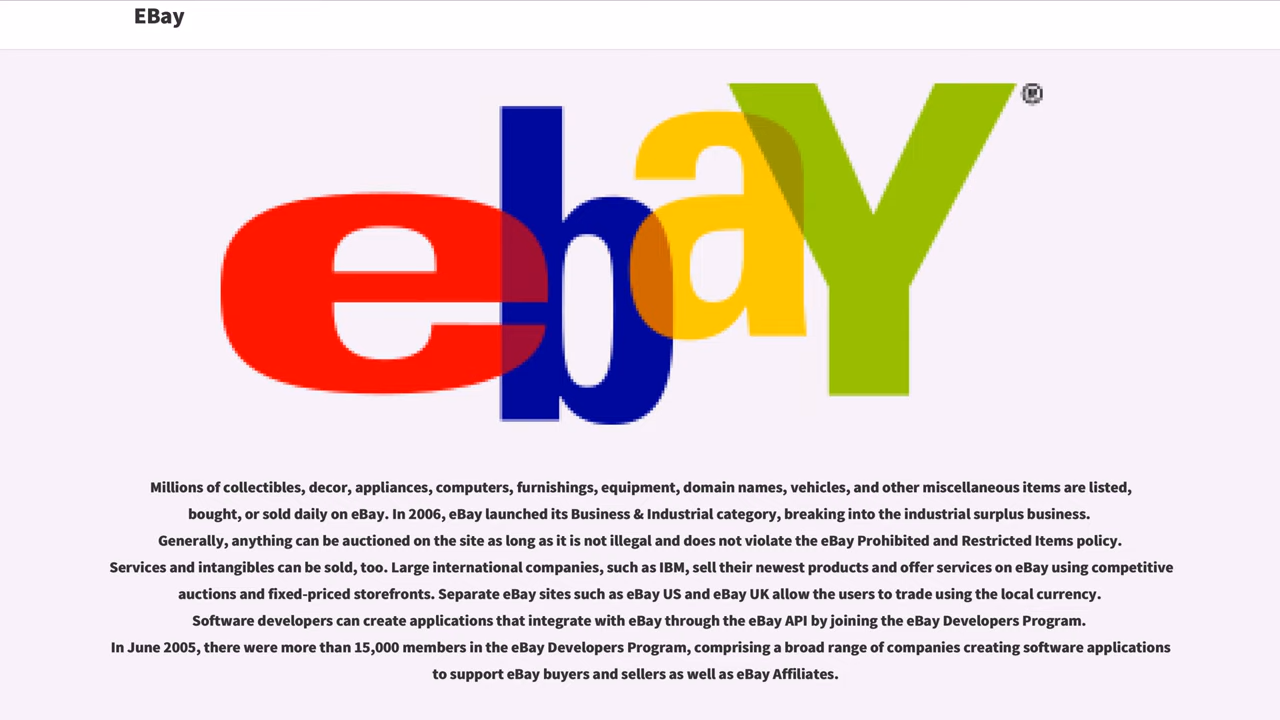 EBay
ebaY®
Millions of collectibles, decor, appliances, computers, furnishings, equipment, domain names, vehicles, and other miscellaneous items are listed,
bought, or sold daily on eBay. In 2006, eBay launched its Business & Industrial category, breaking into the industrial surplus business.
Generally, anything can be auctioned on the site as long as it is not illegal and does not violate the eBay Prohibited and Restricted Items policy.
Services and intangibles can be sold, too. Large international companies, such as IBM, sell their newest products and offer services on eBay using competitive
auctions and fixed-priced storefronts. Separate eBay sites such as eBay US and eBay UK allow the users to trade using the local currency.
Software developers can create applications that integrate with eBay through the eBay API by joining the eBay Developers Program.
In June 2005, there were more than 15,000 members in the eBay Developers Program, comprising a broad range of companies creating software applications
to support eBay buyers and sellers as well as eBay Affiliates.